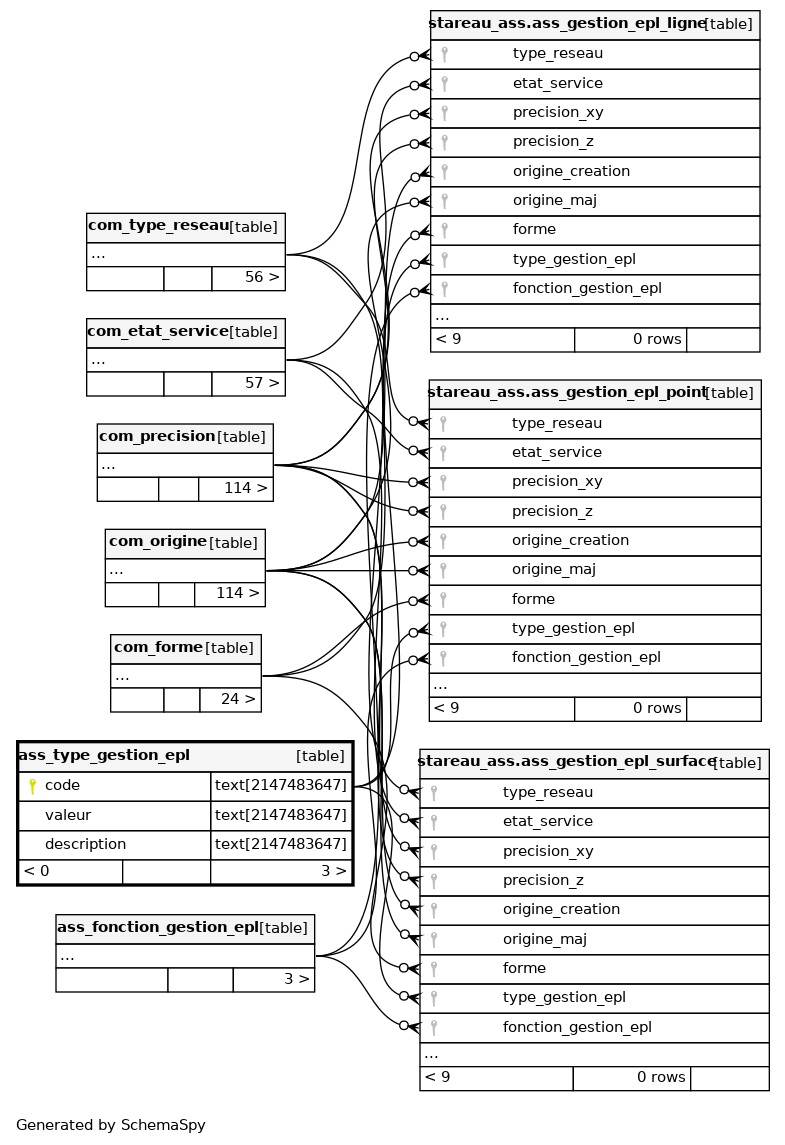 stareau_ass.ass_gestion_epl_ligne [table]
type_reseau
etat_service
precision_xy
precision_z
origine_creation
origine_maj
forme
type_gestion_epl
fonction_gestion_epl
...
< 9 0 rows
com_type_reseau [table]
...
56 >
com_etat_service [table]
...
57 >
com_precision [table]
...
114 >
com_origine [table]
...
114 >
com_forme [table]
...
24 >
ass_type_gestion_epl [table]
code text[2147483647]
valeur text[2147483647]
description text[2147483647]
< 0 3 >
ass_fonction_gestion_epl [table]
...
3 >
stareau_ass.ass_gestion_epl_point [table]
type_reseau
etat_service
precision_xy
precision_z
origine_creation
origine_maj
forme
type_gestion_epl
fonction_gestion_epl
...
< 9 0 rows
stareau_ass.ass_gestion_epl_surface [table]
type_reseau
etat_service
precision_xy
precision_z
origine_creation
origine_maj
forme
type_gestion_epl
fonction_gestion_epl
...
< 9 0 rows
Generated by SchemaSpy